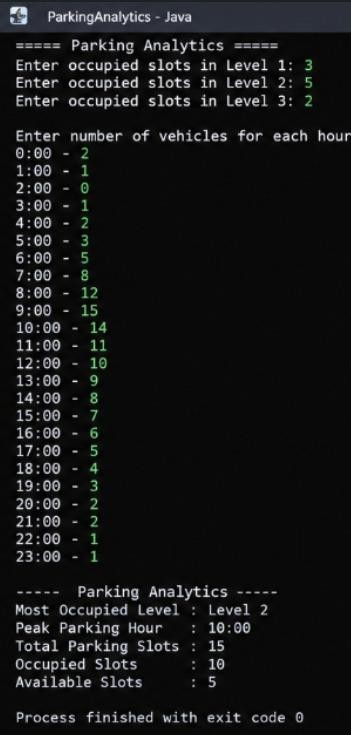 ParkingAnalytics - Java
===== Parking Analytics =====
Enter occupied slots in Level 1: 3
Enter occupied slots in Level 2: 5
Enter occupied slots in Level 3: 2
Enter number of vehicles for each hour
0:00 - 2
1:00 - 1
2:00 - 0
3:00 - 1
4:00 - 2
5:00 - 3
6:00 - 5
7:00 - 8
8:00 - 12
9:00 - 15
10:00 - 14
11:00 - 11
12:00 - 10
13:00 - 9
14:00 - 8
15:00 - 7
16:00 - 6
17:00 - 5
18:00 - 4
19:00 - 3
20:00 - 2
21:00 - 2
22:00 - 1
23:00 - 1
-----  Parking Analytics -----
Most Occupied Level : Level 2
Peak Parking Hour   : 10:00
Total Parking Slots : 15
Occupied Slots      : 10
Available Slots     : 5
Process finished with exit code 0